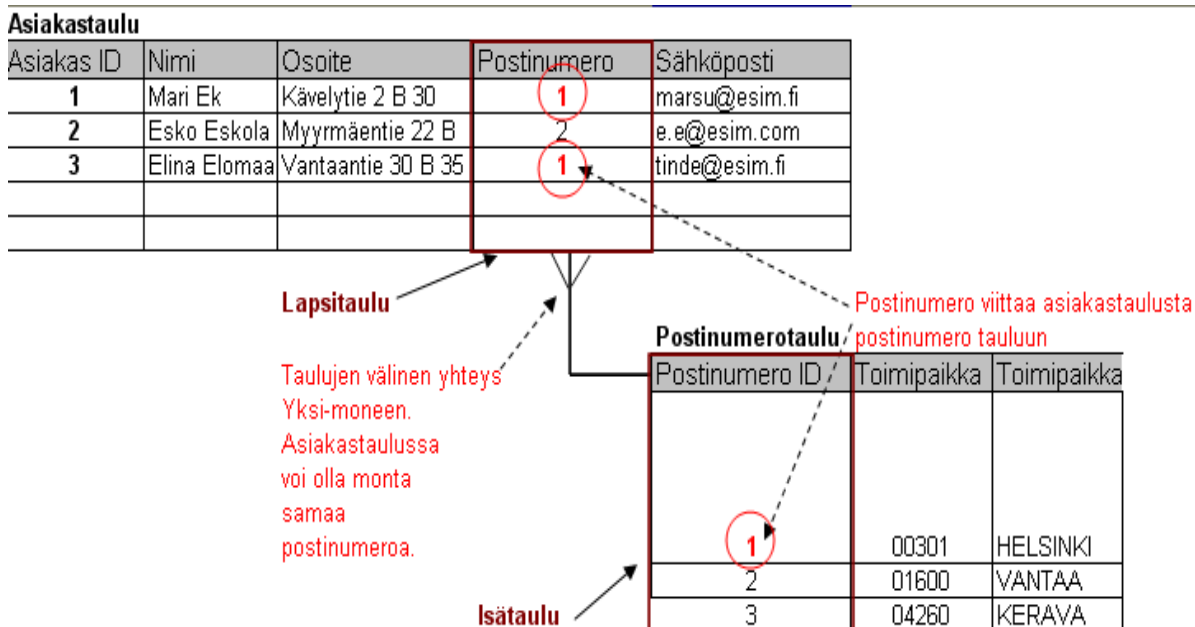 Asiakastaulu
Asiakas ID Nimi Osoite Postinumero Sähköposti
1 Mari Ek Kävelytie 2 B 30 1 marsu@esim.fi
2 Esko Eskola Myyrmäentie 22 B 2 e.e@esim.com
3 Elina Elomaa Vantaantie 30 B 35 1 tinde@esim.fi
Lapsitaulu
Postinumero viittaa asiakastaulusta
postinumero tauluun
Taulujen välinen yhteys
Yksi-moneen.
Asiakastaulussa
voi olla monta
samaa
postinumeroa.
Postinumerotaulu
Postinumero ID Toimipaikka Toimipaikka
1 00301 HELSINKI
2 01600 VANTAA
3 04260 KERAVA
Isätaulu